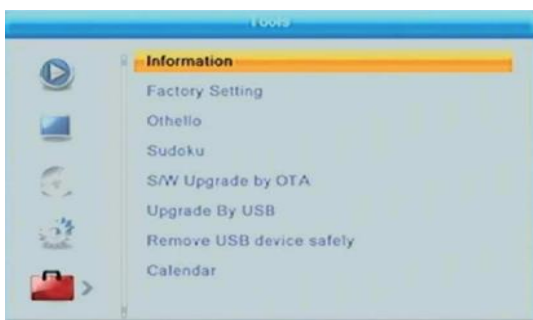 Tools
Information
Factory Setting
Othello
Sudoku
S/W Upgrade by OTA
Upgrade By USB
Remove USB device safely
Calendar